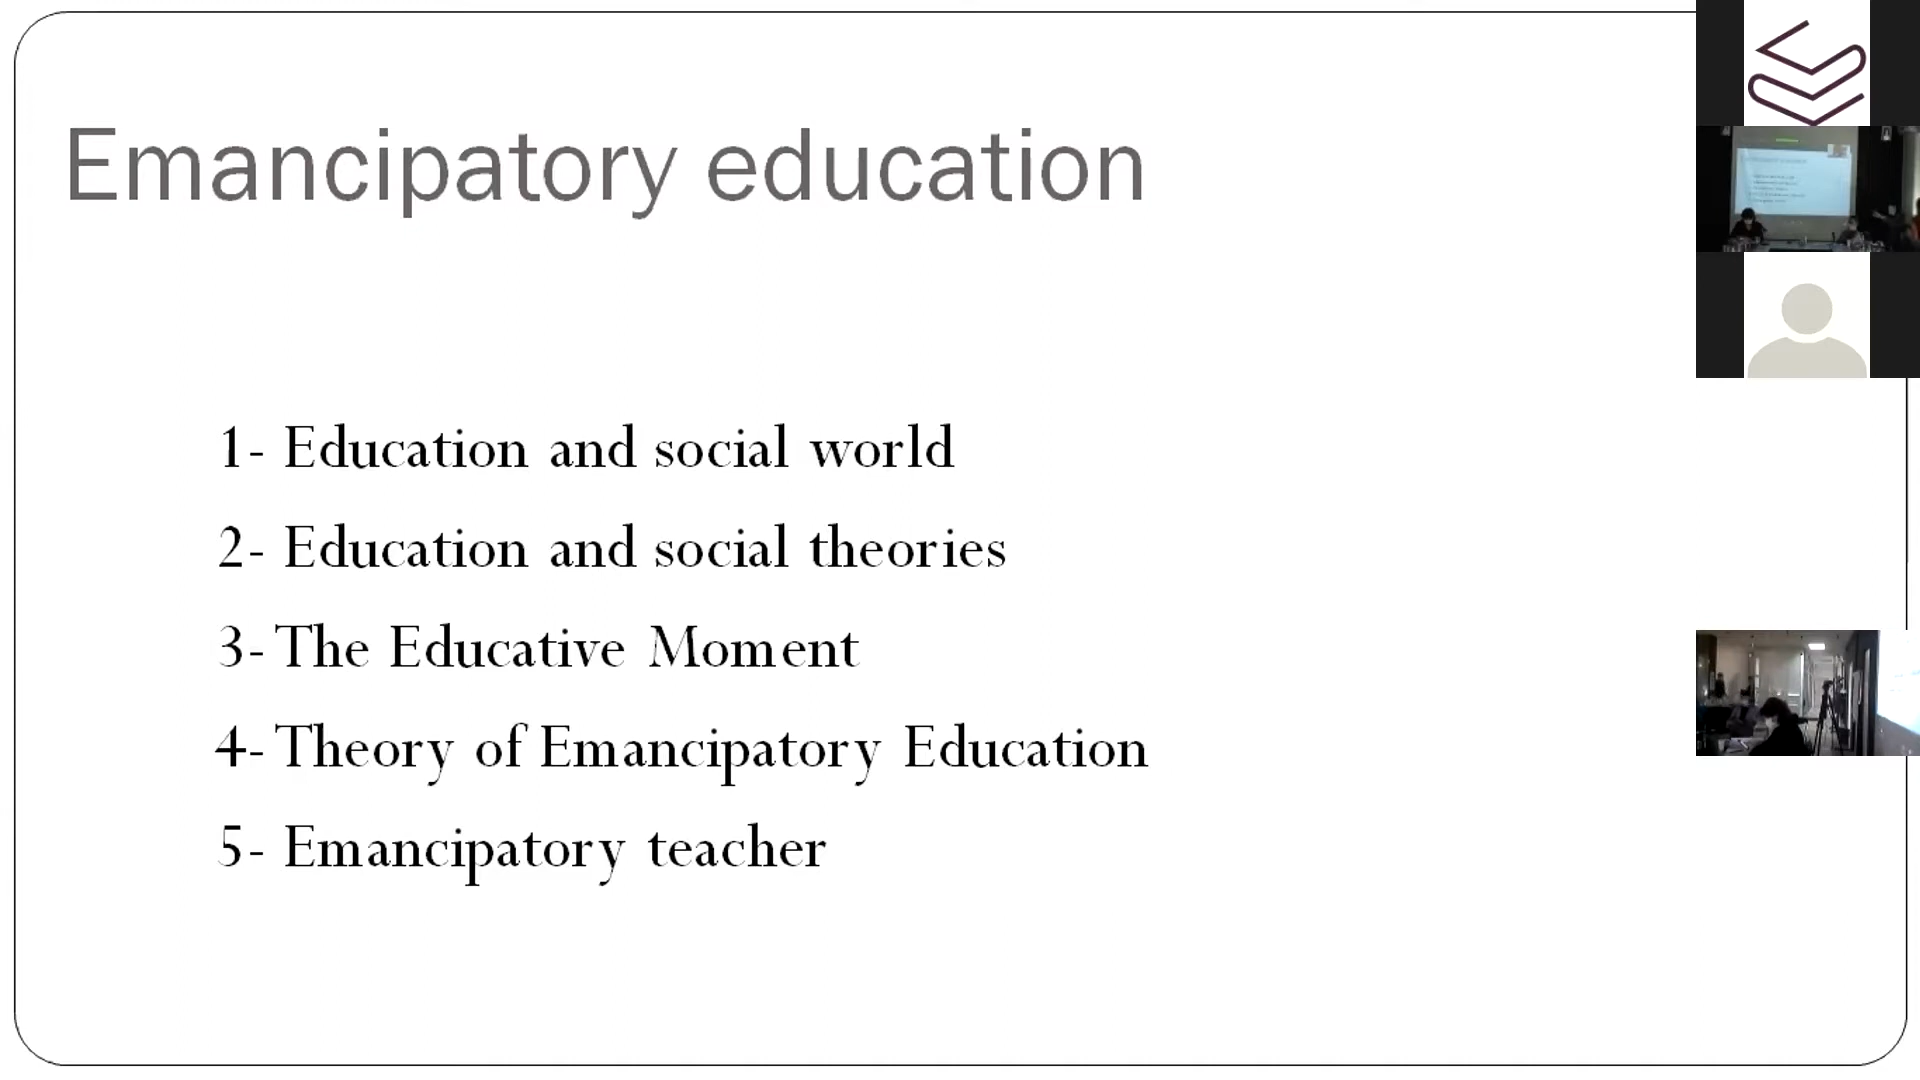 Emancipatory education
1- Education and social world
2- Education and social theories
3- The Educative Moment
4- Theory of Emancipatory Education
5- Emancipatory teacher